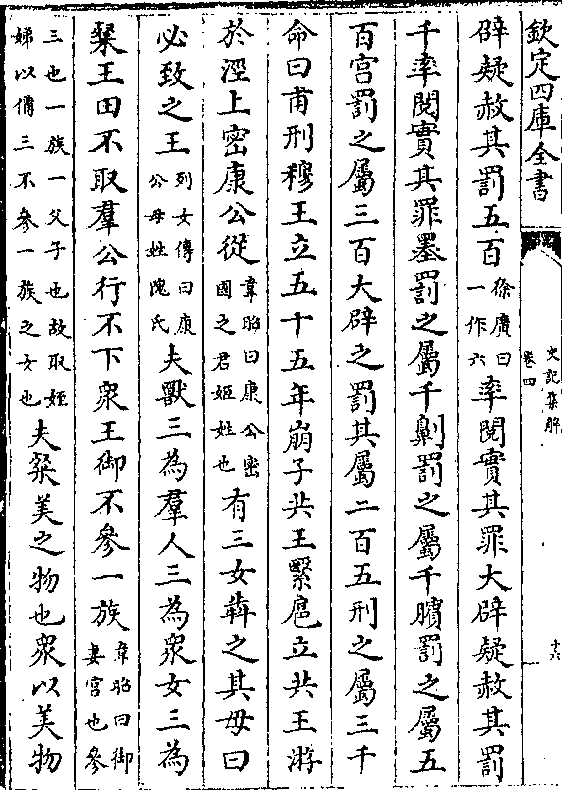 欽定四庫全書
史記集解
卷四
十六
辟疑赦其罰五百徐廣曰一作六率閱實其罪大辟疑赦其罰
千率閱實其罪墨罰之屬千劓罰之屬千臏罰之屬五
百宫罰之屬三百大辟之罰其屬二百五刑之屬三千
命曰甫刑穆王立五十五年崩子共王繄扈立共王游
於涇上密康公從韋昭曰康公密國之君姬姓也有三女犇之其母曰
必致之王列女傳曰康公母姓隗氏夫獸三為羣人三為衆女三為
粲王田不取羣公行不下衆王御不參一族韋昭曰御妻官也參
三也一族一父子也故取姪娣以備三不參一族之女也夫粲美之物也衆以美物